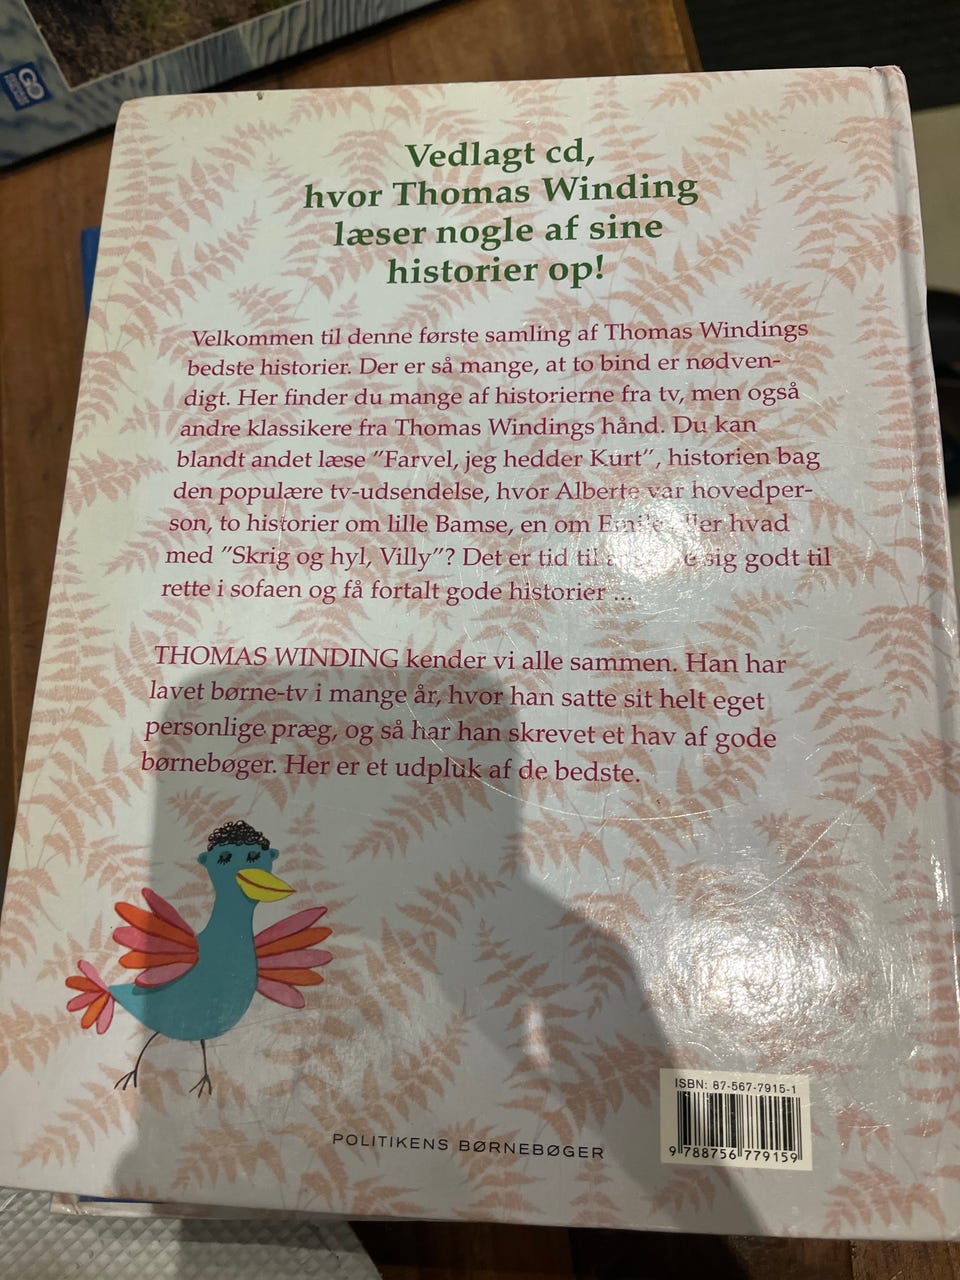 Vedlagt cd,
hvor Thomas Winding
læser nogle af sine
historier op!
Velkommen til denne første samling af Thomas Windings
bedste historier. Der er så mange, at to bind er nødven-
digt. Her finder du mange af historierne fra tv, men også
andre klassikere fra Thomas Windings hånd. Du kan
blandt andet læse "Farvel, jeg hedder Kurt", historien bag
den populære tv-udsendelse, hvor Alberte var hovedper-
son, to historier om lille Bamse, en om hvad
med "Skrig og hyl, Villy"? Det er tid til sig godt til
rette i sofaen og få fortalt gode historier ...
THOMAS WINDING kender vi alle sammen. Han har
lavet børne-tv i mange år, hvor han satte sit helt eget
personlige præg, og så har han skrevet et hav af gode
børnebøger. Her er et udpluk af de bedste.
POLITIKENS BØRNEBØGER
ISBN: 87-567-7915-1
9 788756 779159